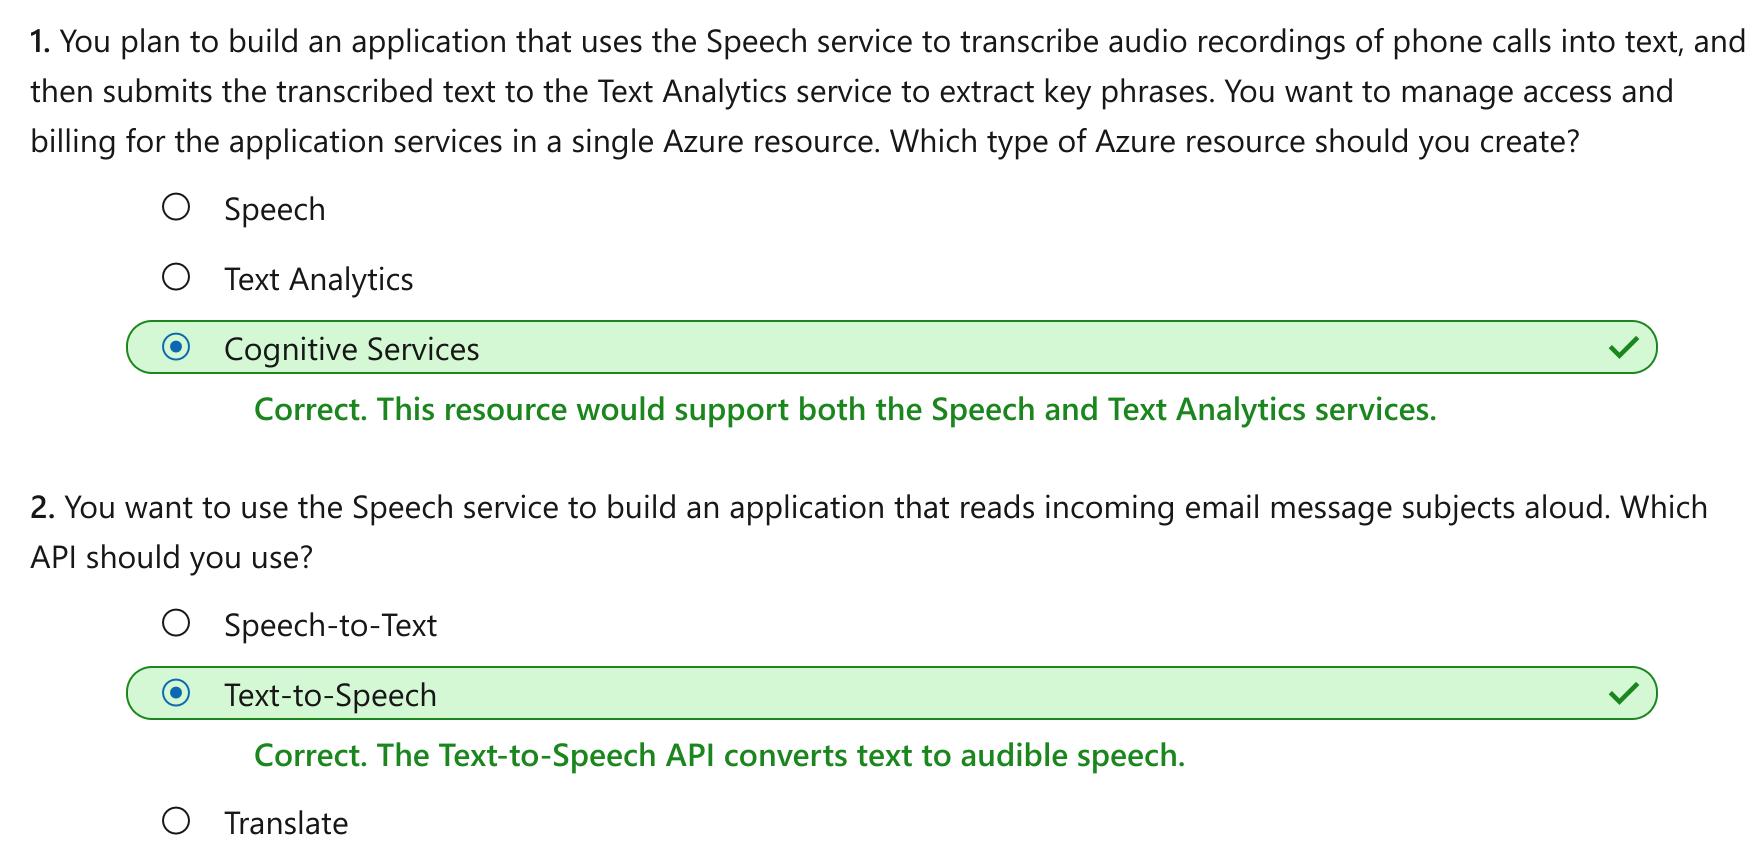 1. You plan to build an application that uses the Speech service to transcribe audio recordings of phone calls into text, and
then submits the transcribed text to the Text Analytics service to extract key phrases. You want to manage access and
billing for the application services in a single Azure resource. Which type of Azure resource should you create?
Speech
Text Analytics
Cognitive Services
Correct. This resource would support both the Speech and Text Analytics services.
2. You want to use the Speech service to build an application that reads incoming email message subjects aloud. Which
API should you use?
Speech-to-Text
Text-to-Speech
Correct. The Text-to-Speech API converts text to audible speech.
Translate